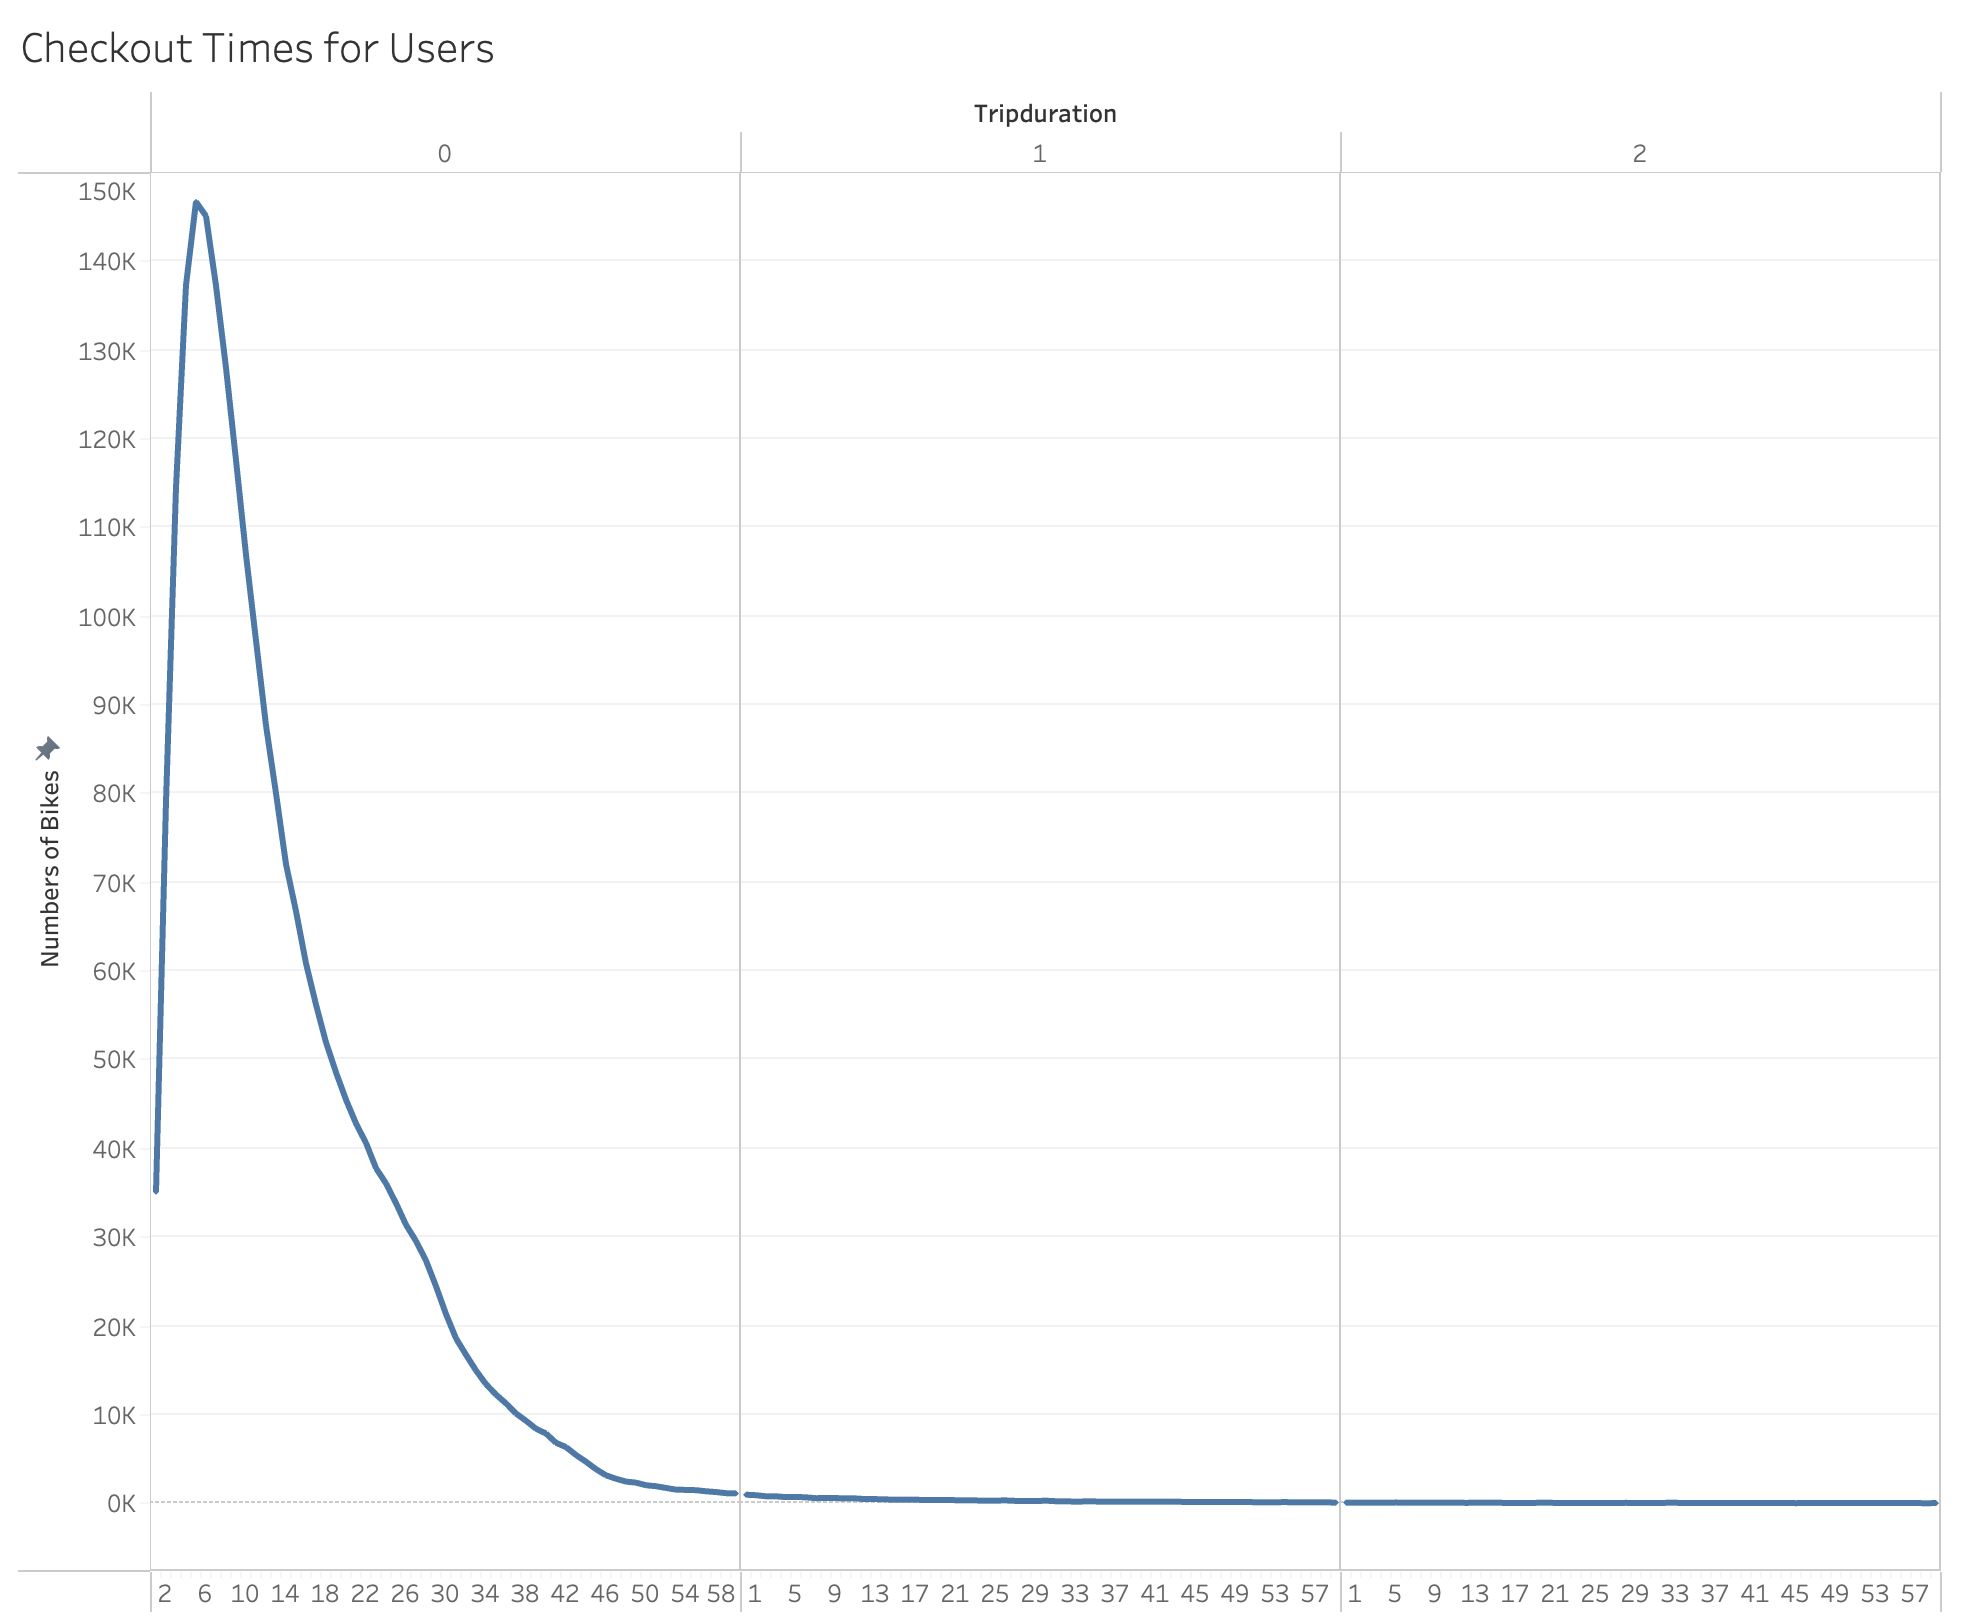 Checkout Times for Users
Tripduration
0 1 2
150K
140K
130K
120K
110K
100K
90K
80K
70K
60K
50K
40K
30K
20K
10K
0K
Numbers of Bikes
2 6 10 14 18 22 26 30 34 38 42 46 50 54 58 1 5 9 13 17 21 25 29 33 37 41 45 49 53 57 1 5 9 13 17 21 25 29 33 37 41 45 49 53 57